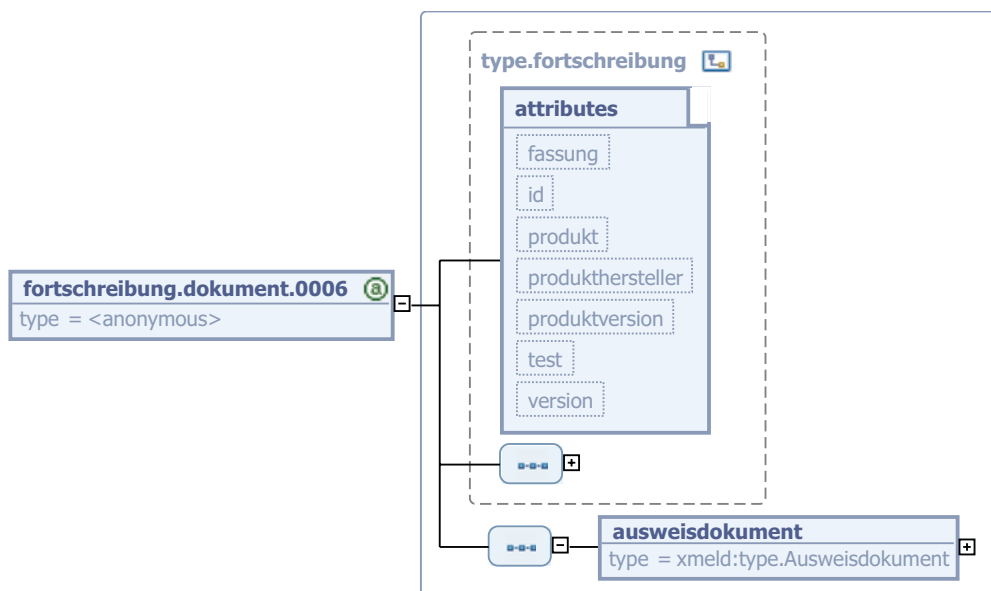 type.fortschreibung
attributes
fassung
id
produkt
produkthersteller
produktversion
test
version
fortschreibung.dokument.0006 @
type = <anonymous>
ausweisdokument
type = xmeld:type.Ausweisdokument